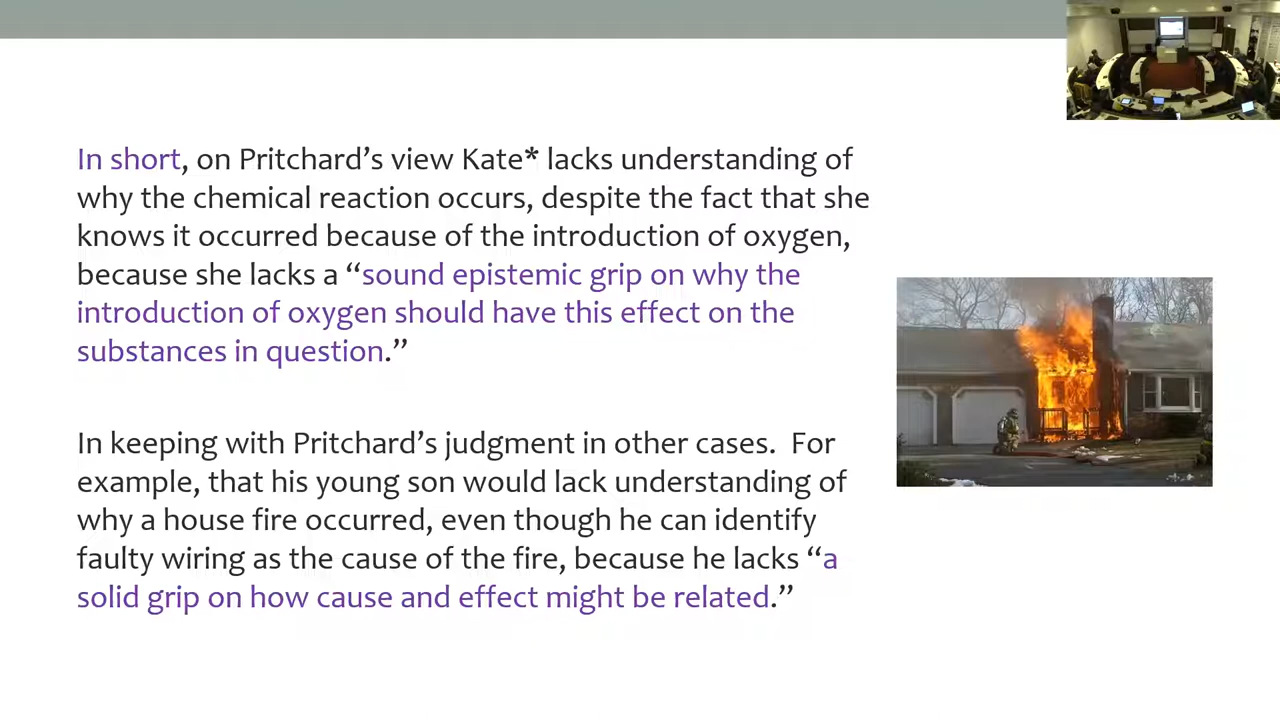 In short, on Pritchard’s view Kate* lacks understanding of
why the chemical reaction occurs, despite the fact that she
knows it occurred because of the introduction of oxygen,
because she lacks a “sound epistemic grip on why the
introduction of oxygen should have this effect on the
substances in question.”
In keeping with Pritchard’s judgment in other cases.  For
example, that his young son would lack understanding of
why a house fire occurred, even though he can identify
faulty wiring as the cause of the fire, because he lacks “a
solid grip on how cause and effect might be related.”